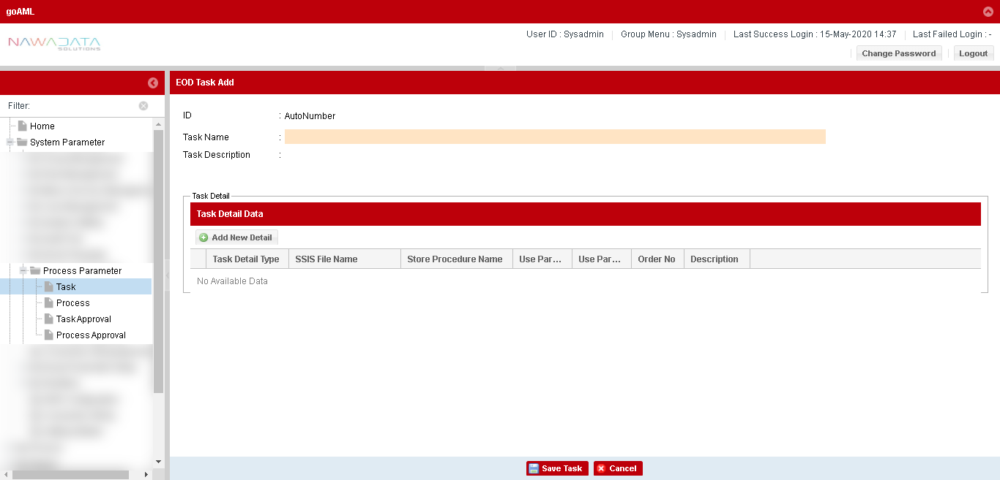 goAML
NAWADATA
SOLUTIONS
User ID : Sysadmin
Group Menu : Sysadmin
Last Success Login : 15-May-2020 14:37
Last Failed Login : -
Change Password
Logout
Filter:
Home
System Parameter
Process Parameter
Task
Process
Task Approval
Process Approval
EOD Task Add
ID : AutoNumber
Task Name :
Task Description :
Task Detail
Task Detail Data
Add New Detail
Task Detail Type
SSIS File Name
Store Procedure Name
Use Par...
Use Par...
Order No
Description
No Available Data
Save Task
Cancel